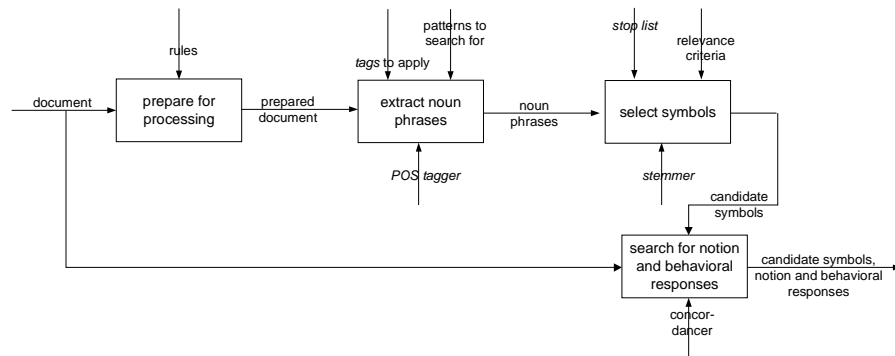 rules
patterns to
search for
tags to apply
stop list
relevance
criteria
document
prepare for
processing
prepared
document
extract noun
phrases
noun
phrases
select symbols
POS tagger
stemmer
candidate
symbols
search for notion
and behavioral
responses
candidate symbols,
notion and behavioral
responses
concor-
dancer